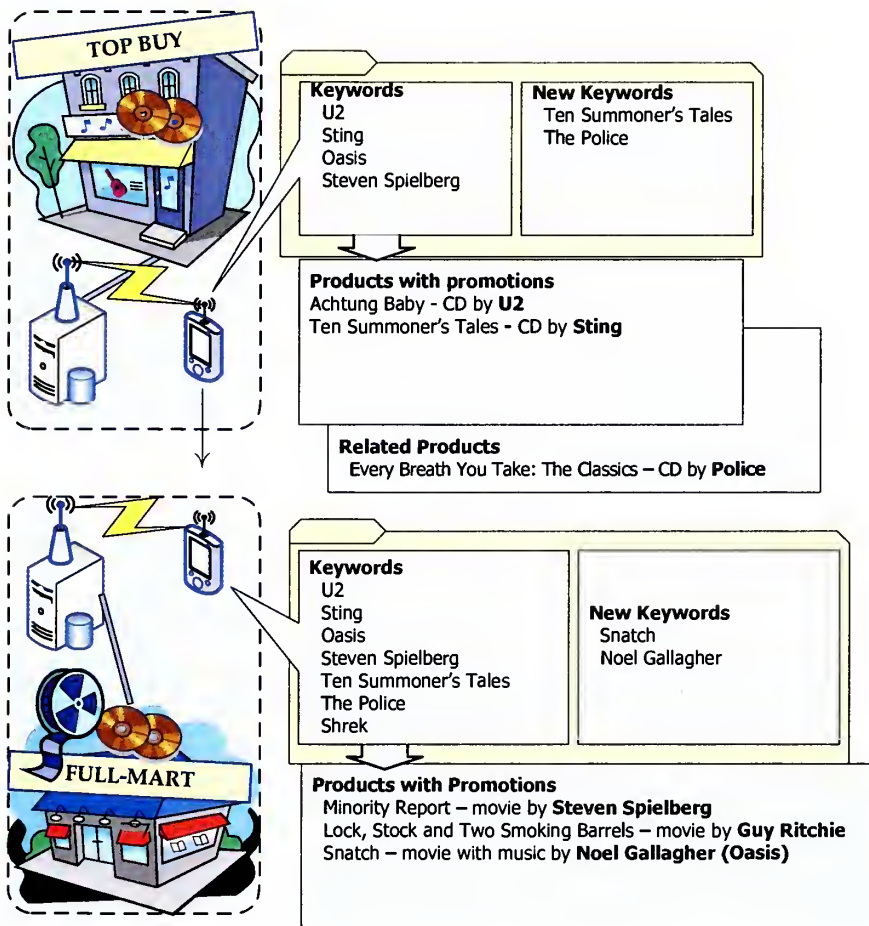 TOP BUY
Keywords
U2
Sting
Oasis
Steven Spielberg
New Keywords
Ten Summoner's Tales
The Police
Products with promotions
Achtung Baby - CD by U2
Ten Summoner's Tales - CD by Sting
Related Products
Every Breath You Take: The Classics – CD by Police
Keywords
U2
Sting
Oasis
Steven Spielberg
Ten Summoner's Tales
The Police
Shrek
New Keywords
Snatch
Noel Gallagher
FULL-MART
Products with Promotions
Minority Report – movie by Steven Spielberg
Lock, Stock and Two Smoking Barrels – movie by Guy Ritchie
Snatch – movie with music by Noel Gallagher (Oasis)